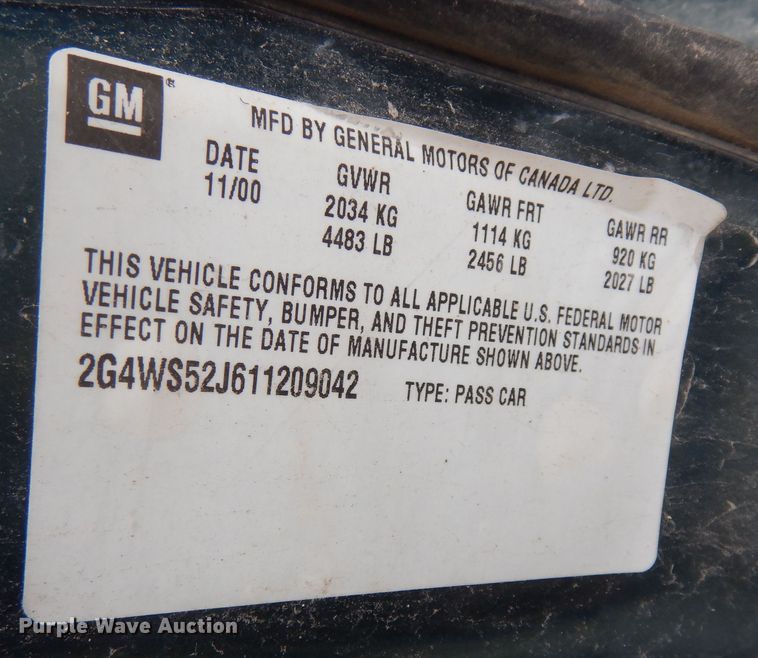 GM
MFD BY GENERAL MOTORS OF CANADA LTD.
DATE GVWR GAWR FRT GAWR RR
11/00 2034 KG 1114 KG 920 KG
4483 LB 2456 LB 2027 LB
THIS VEHICLE CONFORMS TO ALL APPLICABLE U.S. FEDERAL MOTOR
VEHICLE SAFETY, BUMPER, AND THEFT PREVENTION STANDARDS IN
EFFECT ON THE DATE OF MANUFACTURE SHOWN ABOVE.
2G4WS52J611209042 TYPE: PASS CAR
Purple Wave Auction